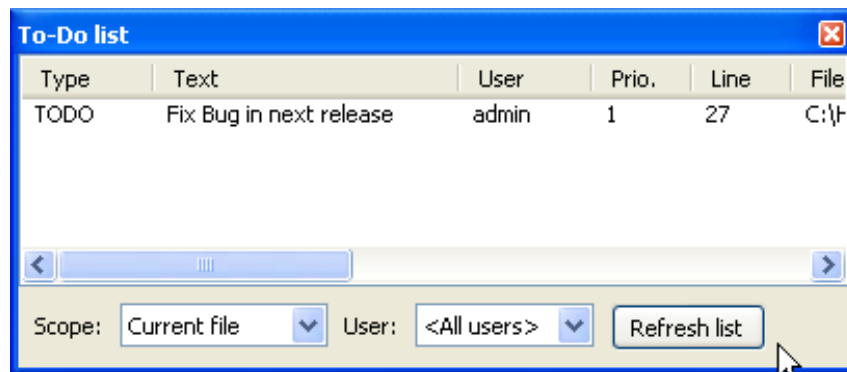 To-Do list
Type Text User Prio. Line File
TODO Fix Bug in next release admin 1 27 C:\
Scope: Current file User: <All users> Refresh list